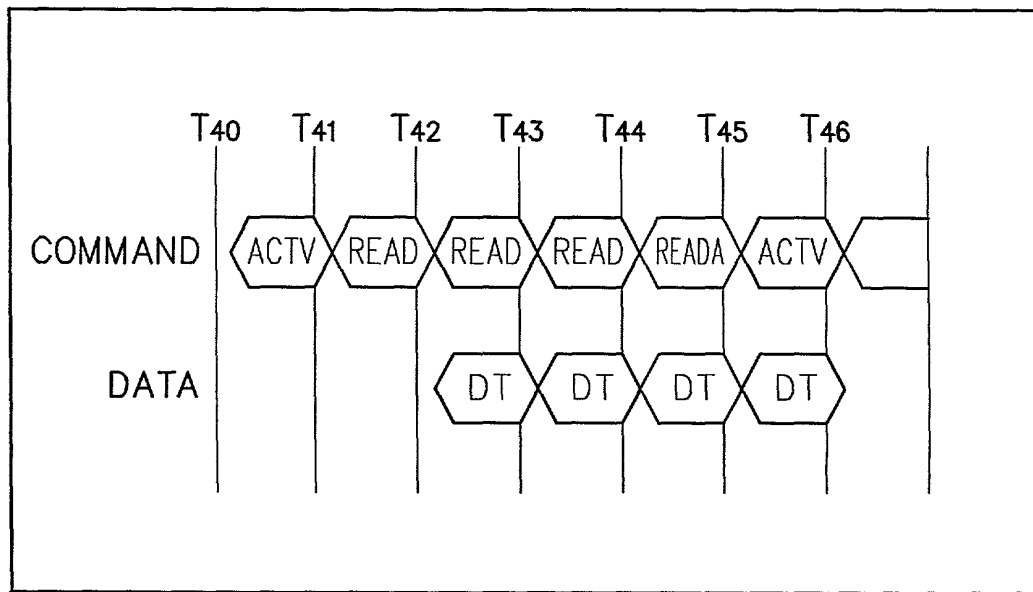 T40 T41 T42 T43 T44 T45 T46
COMMAND ACTV READ READ READ READA ACTV
DATA DT DT DT DT